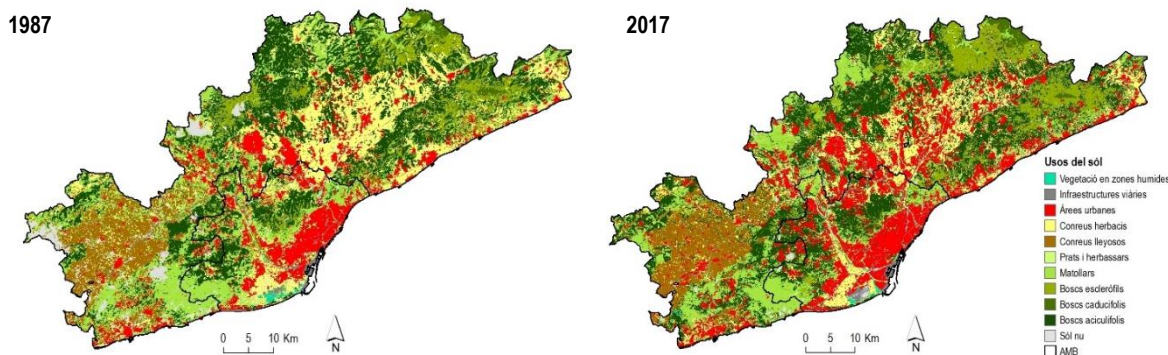 1987
2017
Usos del sòl
Vegetació en zones humides
Infraestructures viàries
Àrees urbanes
Conreus herbacis
Conreus lleyosos
Prats i herbassars
Matollars
Boscs escleròfils
Boscs caducifolis
Boscs aciculifolis
Sòl nu
AMB
0 5 10 Km
N
0 5 10 Km
N